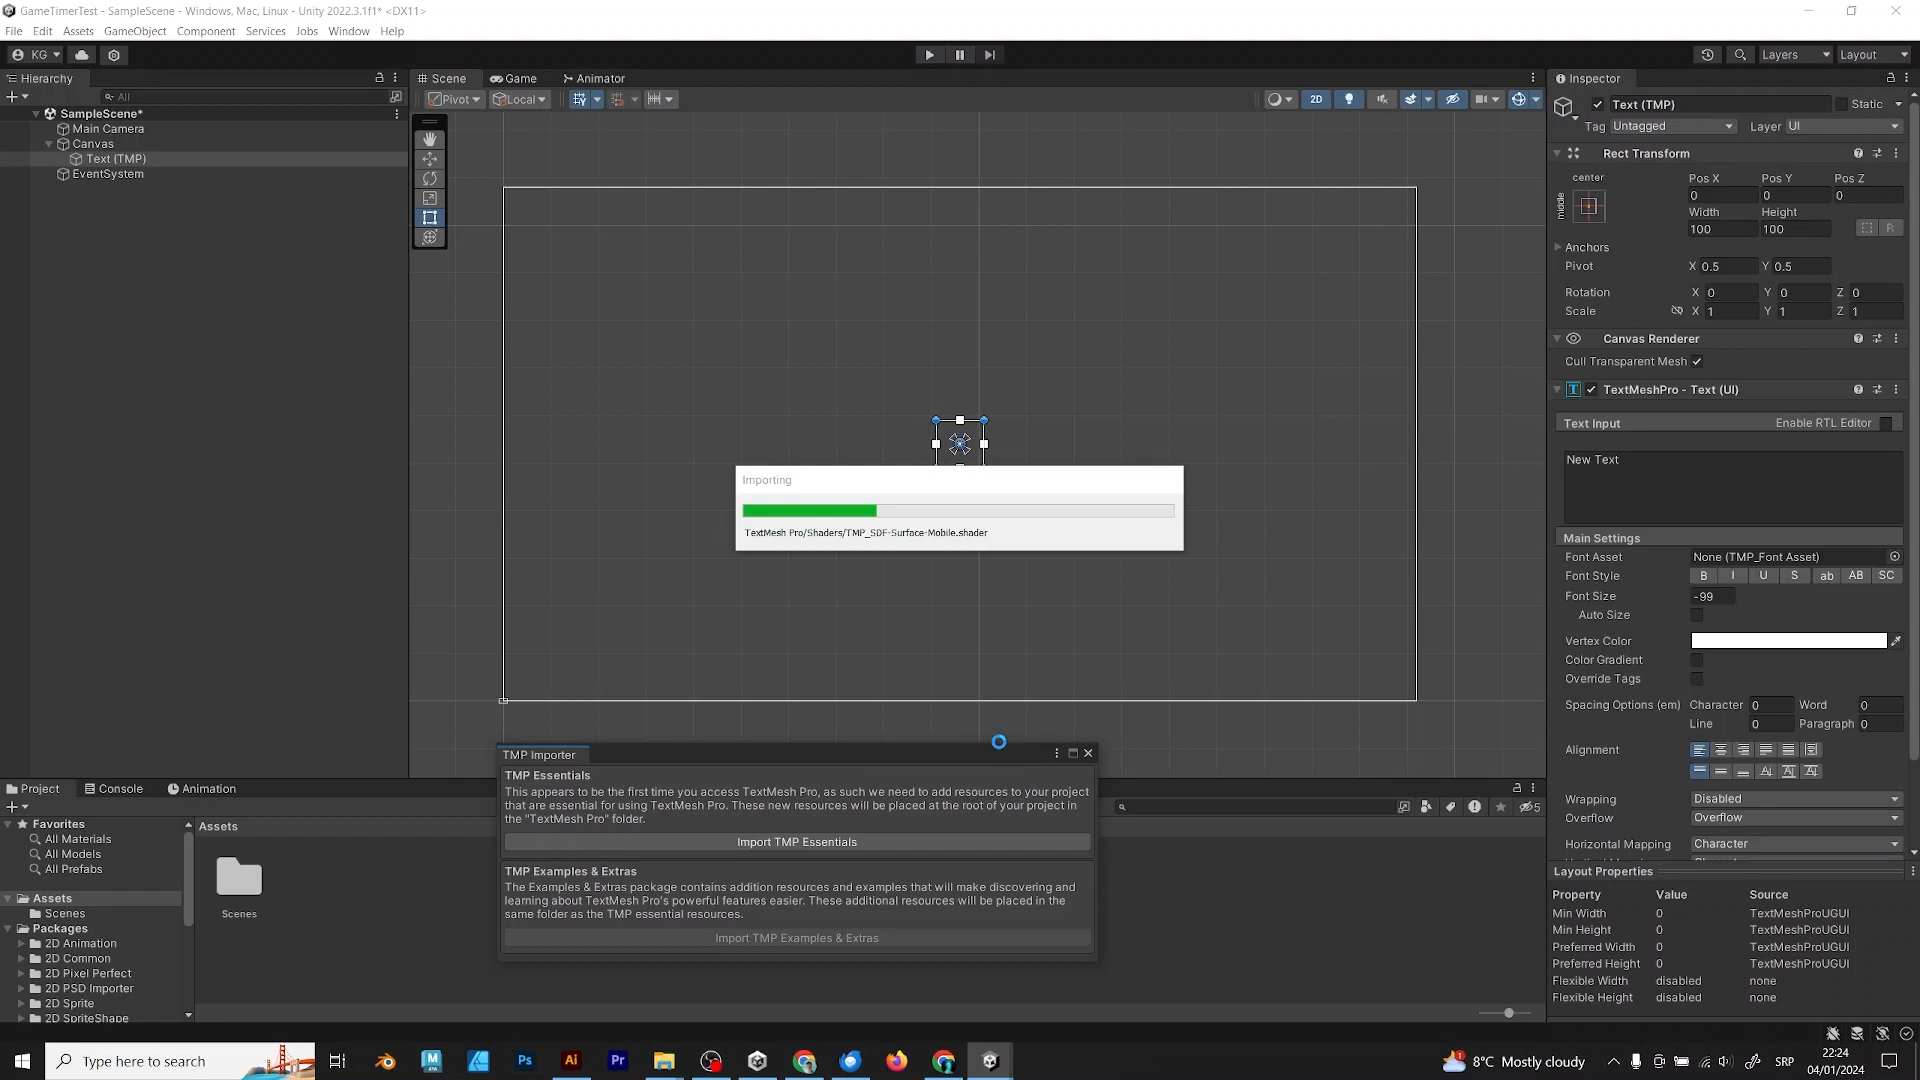 GameTimerTest - SampleScene - Windows, Mac, Linux - Unity 2022.3.1f1* <DX11>
File Edit Assets GameObject Component Services Jobs Window Help
KG
Layers Layout
Hierarchy
All
SampleScene*
Main Camera
Canvas
Text (TMP)
EventSystem
Scene Game Animator
Pivot Local
2D
Importing
TextMesh Pro/Shaders/TMP_SDF-Surface-Mobile.shader
TMP Importer
TMP Essentials
This appears to be the first time you access TextMesh Pro, as such we need to add resources to your project
that are essential for using TextMesh Pro. These new resources will be placed at the root of your project in
the "TextMesh Pro" folder.
Import TMP Essentials
TMP Examples & Extras
The Examples & Extras package contains addition resources and examples that will make discovering and
learning about TextMesh Pro's powerful features easier. These additional resources will be placed in the
same folder as the TMP essential resources.
Import TMP Examples & Extras
Project Console Animation
5
Favorites
All Materials
All Models
All Prefabs
Assets
Scenes
Packages
2D Animation
2D Common
2D Pixel Perfect
2D PSD Importer
2D Sprite
2D SpriteShape
Assets
Scenes
Inspector
Text (TMP) Static
Tag Untagged Layer UI
Rect Transform
center
middle
Pos X Pos Y Pos Z
0 0 0
Width Height
100 100 R
Anchors
Pivot X 0.5 Y 0.5
Rotation X 0 Y 0 Z 0
Scale X 1 Y 1 Z 1
Canvas Renderer
Cull Transparent Mesh
TextMeshPro - Text (UI)
Text Input Enable RTL Editor
New Text
Main Settings
Font Asset None (TMP_Font Asset)
Font Style B I U S ab AB SC
Font Size -99
Auto Size
Vertex Color
Color Gradient
Override Tags
Spacing Options (em) Character 0 Word 0
Line 0 Paragraph 0
Alignment
Wrapping Disabled
Overflow Overflow
Horizontal Mapping Character
Layout Properties
Property Value Source
Min Width 0 TextMeshProUGUI
Min Height 0 TextMeshProUGUI
Preferred Width 0 TextMeshProUGUI
Preferred Height 0 TextMeshProUGUI
Flexible Width disabled none
Flexible Height disabled none
Type here to search
Ps Ai Pr
1 8°C Mostly cloudy
SRP
22:24
04/01/2024